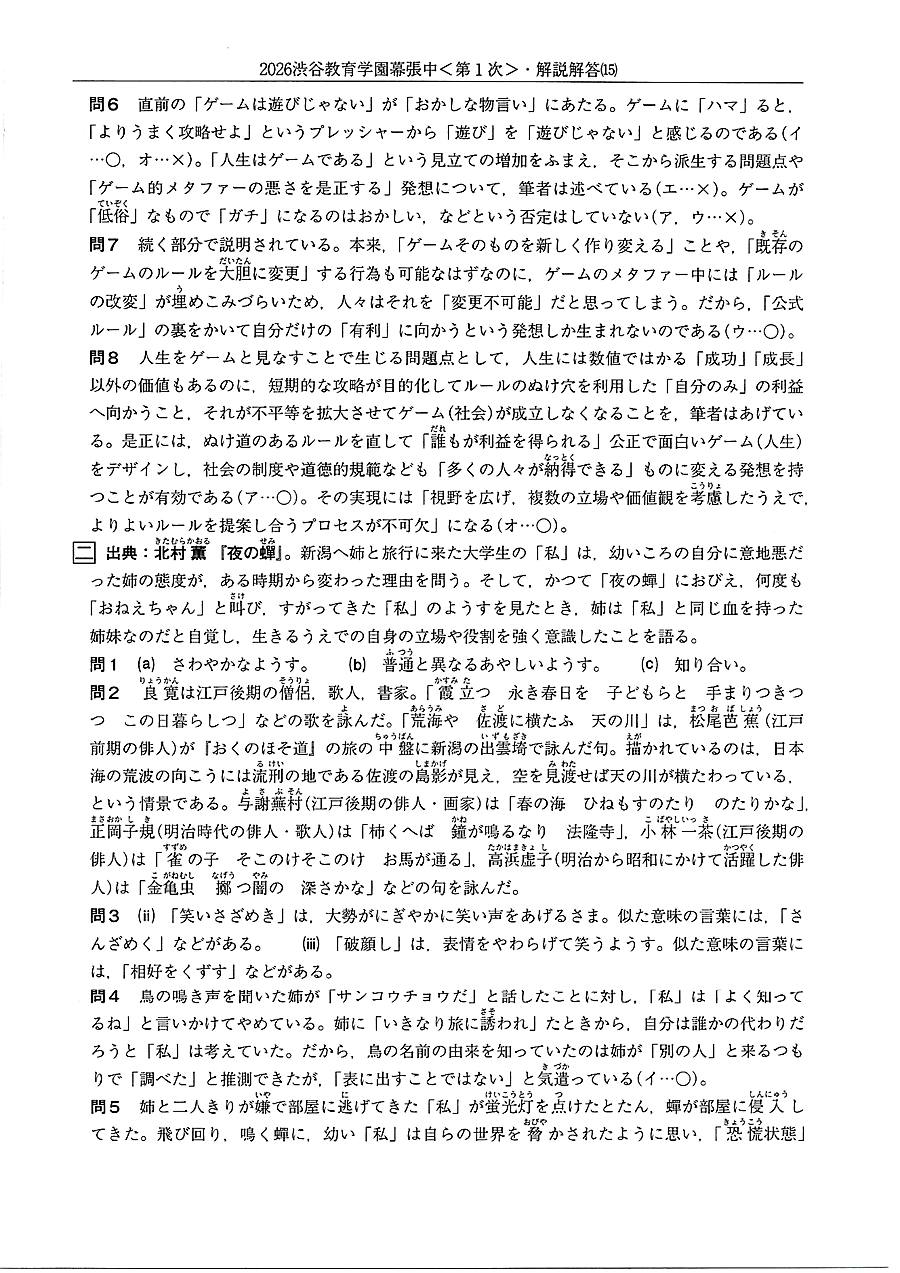 2026渋谷教育学園幕張中＜第1次＞・解説解答⒂
問6　直前の「ゲームは遊びじゃない」が「おかしな物言い」にあたる。ゲームに「ハマ」ると，
「よりうまく攻略せよ」というプレッシャーから「遊び」を「遊びじゃない」と感じるのである(イ
…○，オ…×)。「人生はゲームである」という見立ての増加をふまえ，そこから派生する問題点や
「ゲーム的メタファーの悪さを是正する」発想について，筆者は述べている(エ…×)。ゲームが
「低俗」なもので「ガチ」になるのはおかしい，などという否定はしていない(ア，ウ…×)。
問7　続く部分で説明されている。本来，「ゲームそのものを新しく作り変える」ことや，「既存の
ゲームのルールを大胆に変更」する行為も可能なはずなのに，ゲームのメタファー中には「ルール
の改変」が埋めこみづらいため，人々はそれを「変更不可能」だと思ってしまう。だから，「公式
ルール」の裏をかいて自分だけの「有利」に向かうという発想しか生まれないのである(ウ…○)。
問8　人生をゲームと見なすことで生じる問題点として，人生には数値ではかる「成功」「成長」
以外の価値もあるのに，短期的な攻略が目的化してルールのぬけ穴を利用した「自分のみ」の利益
へ向かうこと，それが不平等を拡大させてゲーム(社会)が成立しなくなることを，筆者はあげてい
る。是正には，ぬけ道のあるルールを直して「誰もが利益を得られる」公正で面白いゲーム(人生)
をデザインし，社会の制度や道徳的規範なども「多くの人々が納得できる」ものに変える発想を持
つことが有効である(ア…○)。その実現には「視野を広げ，複数の立場や価値観を考慮したうえで，
よりよいルールを提案し合うプロセスが不可欠」になる(オ…○)。
二　出典：北村薫『夜の蟬』。新潟へ姉と旅行に来た大学生の「私」は，幼いころの自分に意地悪だ
った姉の態度が，ある時期から変わった理由を問う。そして，かつて「夜の蟬」におびえ，何度も
「おねえちゃん」と叫び，すがってきた「私」のようすを見たとき，姉は「私」と同じ血を持った
姉妹なのだと自覚し，生きるうえでの自身の立場や役割を強く意識したことを語る。
問1　(a)　さわやかなようす。　(b)　普通と異なるあやしいようす。　(c)　知り合い。
問2　良寛は江戸後期の僧侶，歌人，書家。「霞立つ　永き春日を　子どもらと　手まりつきつ
つ　この日暮らしつ」などの歌を詠んだ。「荒海や　佐渡に横たふ　天の川」は，松尾芭蕉(江戸
前期の俳人)が『おくのほそ道』の旅の中盤に新潟の出雲埼で詠んだ句。描かれているのは，日本
海の荒波の向こうには流刑の地である佐渡の島影が見え，空を見渡せば天の川が横たわっている，
という情景である。与謝蕪村(江戸後期の俳人・画家)は「春の海　ひねもすのたり　のたりかな」，
正岡子規(明治時代の俳人・歌人)は「柿くへば　鐘が鳴るなり　法隆寺」，小林一茶(江戸後期の
俳人)は「雀の子　そこのけそこのけ　お馬が通る」，高浜虚子(明治から昭和にかけて活躍した俳
人)は「金亀虫　擲つ闇の　深さかな」などの句を詠んだ。
問3　(ii)　「笑いさざめき」は，大勢がにぎやかに笑い声をあげるさま。似た意味の言葉には，「さ
んざめく」などがある。　(iii)　「破顔し」は，表情をやわらげて笑うようす。似た意味の言葉に
は，「相好をくずす」などがある。
問4　鳥の鳴き声を聞いた姉が「サンコウチョウだ」と話したことに対し，「私」は「よく知って
るね」と言いかけてやめている。姉に「いきなり旅に誘われ」たときから，自分は誰かの代わりだ
ろうと「私」は考えていた。だから，鳥の名前の由来を知っていたのは姉が「別の人」と来るつも
りで「調べた」と推測できたが，「表に出すことではない」と気遣っている(イ…○)。
問5　姉と二人きりが嫌で部屋に逃げてきた「私」が蛍光灯を点けたとたん，蟬が部屋に侵入し
てきた。飛び回り，鳴く蟬に，幼い「私」は自らの世界を脅かされたように思い，「恐慌状態」